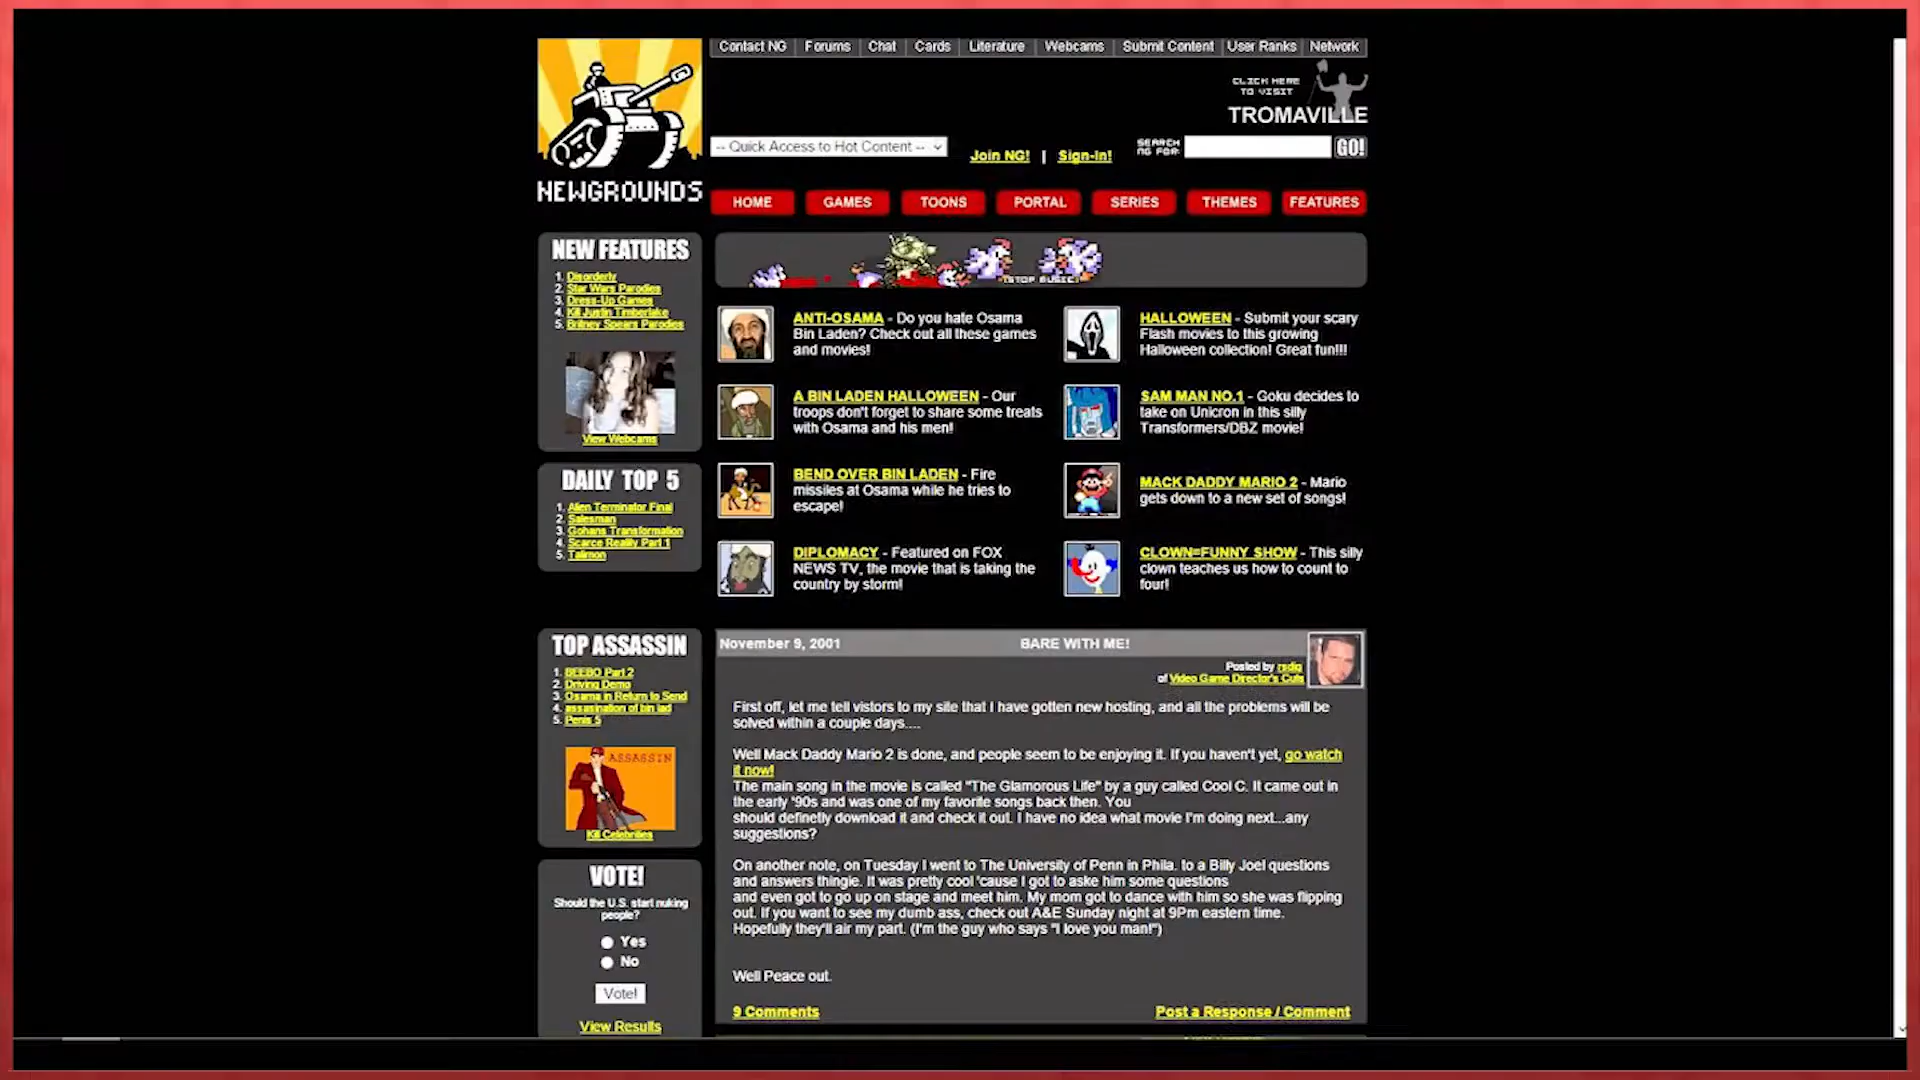 Contact NG
Forums
Chat
Cards
Literature
Webcams
Submit Content
User Ranks
Network
CLICK HERE
TO VISIT
TROMAVILLE
-- Quick Access to Hot Content --
Join NG!
|
Sign-In!
SEARCH
NG FOR:
GO!
NEWGROUNDS
HOME
GAMES
TOONS
PORTAL
SERIES
THEMES
FEATURES
NEW FEATURES
1. Disorderly
2. Star Wars Parodies
3. Dress-Up Games
4. Kill Justin Timberlake
5. Britney Spears Parodies
View Webcams
DAILY TOP 5
1. Alien Terminator Final
2. Salesman
3. Gohans Transformation
4. Scarce Reality Part 1
5.
TOP ASSASSIN
1. BEEBO Part 2
2. Driving Demo
3. Osama in Return to Send
4. assasination of bin lad
5. Penis 5
ASSASSIN
Kill Celebrities
VOTE!
Should the U.S. start nuking
people?
Yes
No
Vote!
View Results
[STOP MUSIC]
ANTI-OSAMA - Do you hate Osama
Bin Laden? Check out all these games
and movies!
HALLOWEEN - Submit your scary
Flash movies to this growing
Halloween collection! Great fun!!!
A BIN LADEN HALLOWEEN - Our
troops don't forget to share some treats
with Osama and his men!
SAM MAN NO.1 - Goku decides to
take on Unicron in this silly
Transformers/DBZ movie!
BEND OVER BIN LADEN - Fire
missiles at Osama while he tries to
escape!
MACK DADDY MARIO 2 - Mario
gets down to a new set of songs!
DIPLOMACY - Featured on FOX
NEWS TV, the movie that is taking the
country by storm!
CLOWN=FUNNY SHOW - This silly
clown teaches us how to count to
four!
November 9, 2001
BARE WITH ME!
Posted by rsdig
of Video Game Director's Cuts
First off, let me tell vistors to my site that I have gotten new hosting, and all the problems will be
solved within a couple days....
Well Mack Daddy Mario 2 is done, and people seem to be enjoying it. If you haven't yet, go watch
it now!
The main song in the movie is called "The Glamorous Life" by a guy called Cool C. It came out in
the early '90s and was one of my favorite songs back then. You
should definetly download it and check it out. I have no idea what movie I'm doing next...any
suggestions?
On another note, on Tuesday I went to The University of Penn in Phila. to a Billy Joel questions
and answers thingie. It was pretty cool 'cause I got to aske him some questions
and even got to go up on stage and meet him. My mom got to dance with him so she was flipping
out. If you want to see my dumb ass, check out A&E Sunday night at 9Pm eastern time.
Hopefully they'll air my part. (I'm the guy who says "I love you man!")
Well Peace out.
9 Comments
Post a Response / Comment